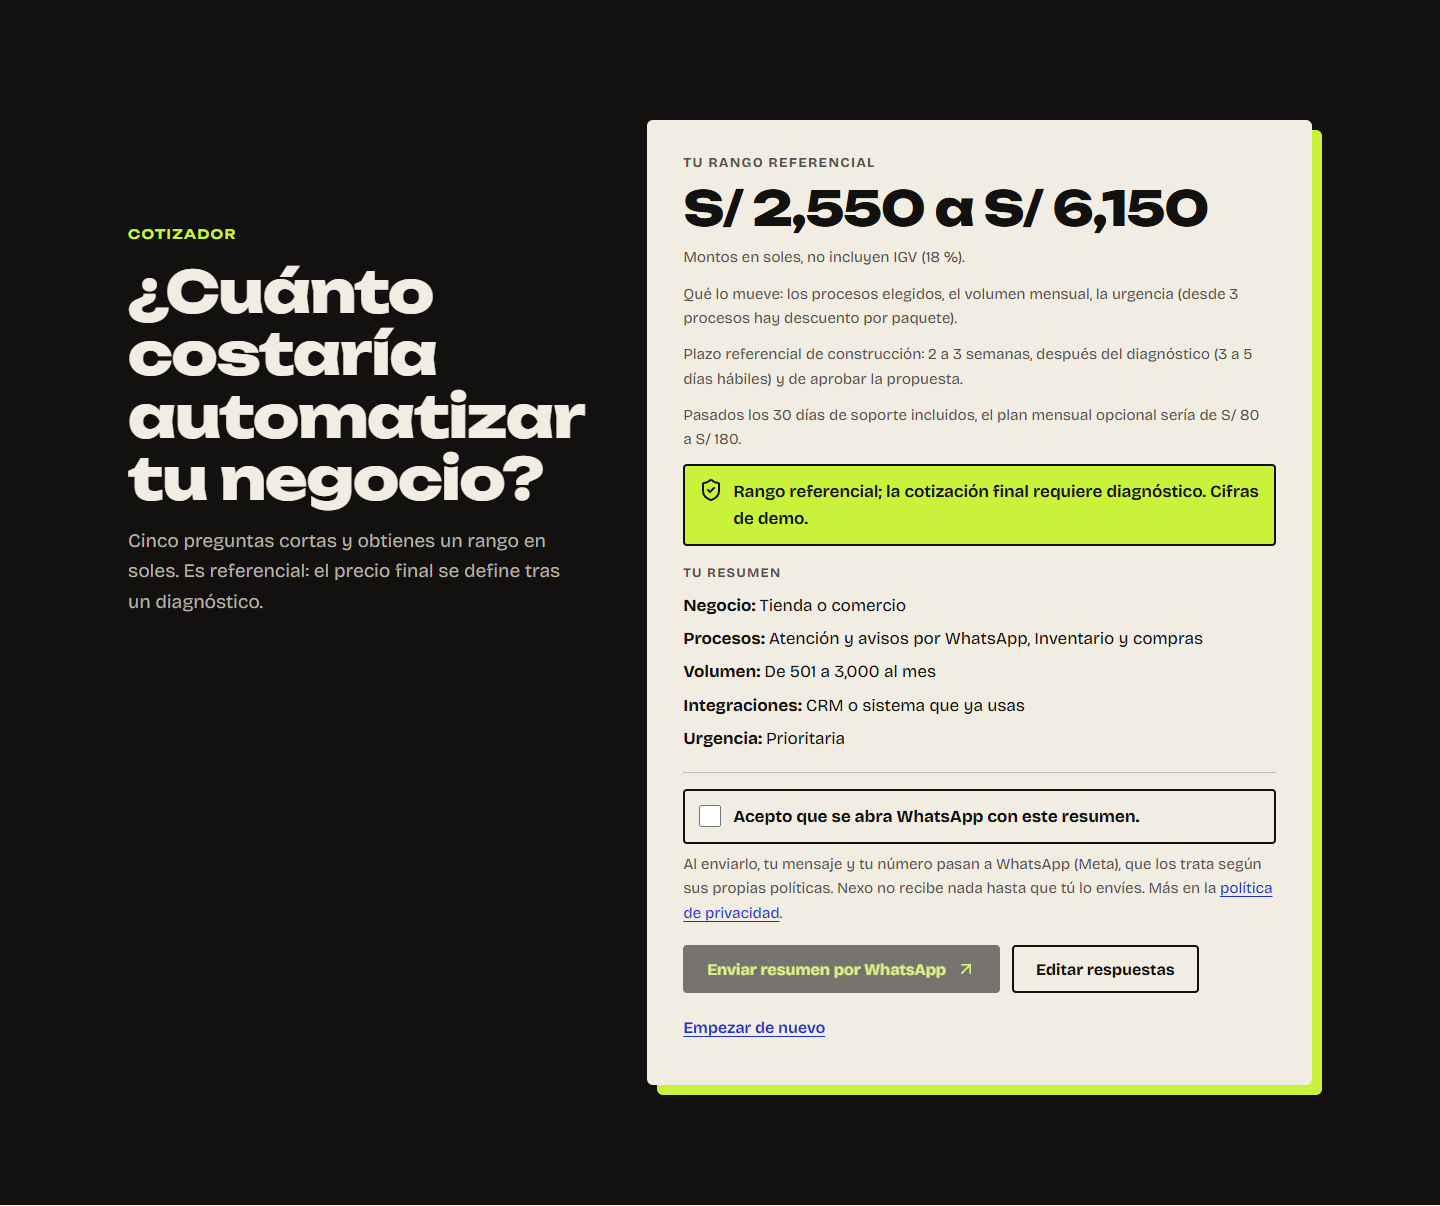 COTIZADOR
¿Cuánto
costaría
automatizar
tu negocio?
Cinco preguntas cortas y obtienes un rango en
soles. Es referencial: el precio final se define tras
un diagnóstico.
TU RANGO REFERENCIAL
S/ 2,550 a S/ 6,150
Montos en soles, no incluyen IGV (18 %).
Qué lo mueve: los procesos elegidos, el volumen mensual, la urgencia (desde 3
procesos hay descuento por paquete).
Plazo referencial de construcción: 2 a 3 semanas, después del diagnóstico (3 a 5
días hábiles) y de aprobar la propuesta.
Pasados los 30 días de soporte incluidos, el plan mensual opcional sería de S/ 80
a S/ 180.
Rango referencial; la cotización final requiere diagnóstico. Cifras
de demo.
TU RESUMEN
Negocio: Tienda o comercio
Procesos: Atención y avisos por WhatsApp, Inventario y compras
Volumen: De 501 a 3,000 al mes
Integraciones: CRM o sistema que ya usas
Urgencia: Prioritaria
Acepto que se abra WhatsApp con este resumen.
Al enviarlo, tu mensaje y tu número pasan a WhatsApp (Meta), que los trata según
sus propias políticas. Nexo no recibe nada hasta que tú lo envíes. Más en la política
de privacidad.
Enviar resumen por WhatsApp
Editar respuestas
Empezar de nuevo